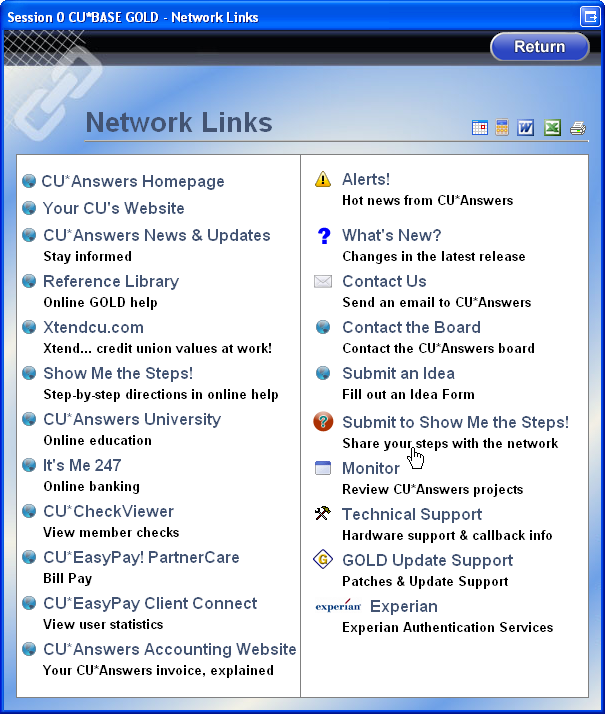 Session 0 CU*BASE GOLD - Network Links
Return
Network Links
CU*Answers Homepage
Your CU's Website
CU*Answers News & Updates
Stay informed
Reference Library
Online GOLD help
Xtendcu.com
Xtend... credit union values at work!
Show Me the Steps!
Step-by-step directions in online help
CU*Answers University
Online education
It's Me 247
Online banking
CU*CheckViewer
View member checks
CU*EasyPay! PartnerCare
Bill Pay
CU*EasyPay Client Connect
View user statistics
CU*Answers Accounting Website
Your CU*Answers invoice, explained
Alerts!
Hot news from CU*Answers
What's New?
Changes in the latest release
Contact Us
Send an email to CU*Answers
Contact the Board
Contact the CU*Answers board
Submit an Idea
Fill out an Idea Form
Submit to Show Me the Steps!
Share your steps with the network
Monitor
Review CU*Answers projects
Technical Support
Hardware support & callback info
G GOLD Update Support
Patches & Update Support
experian Experian
Experian Authentication Services